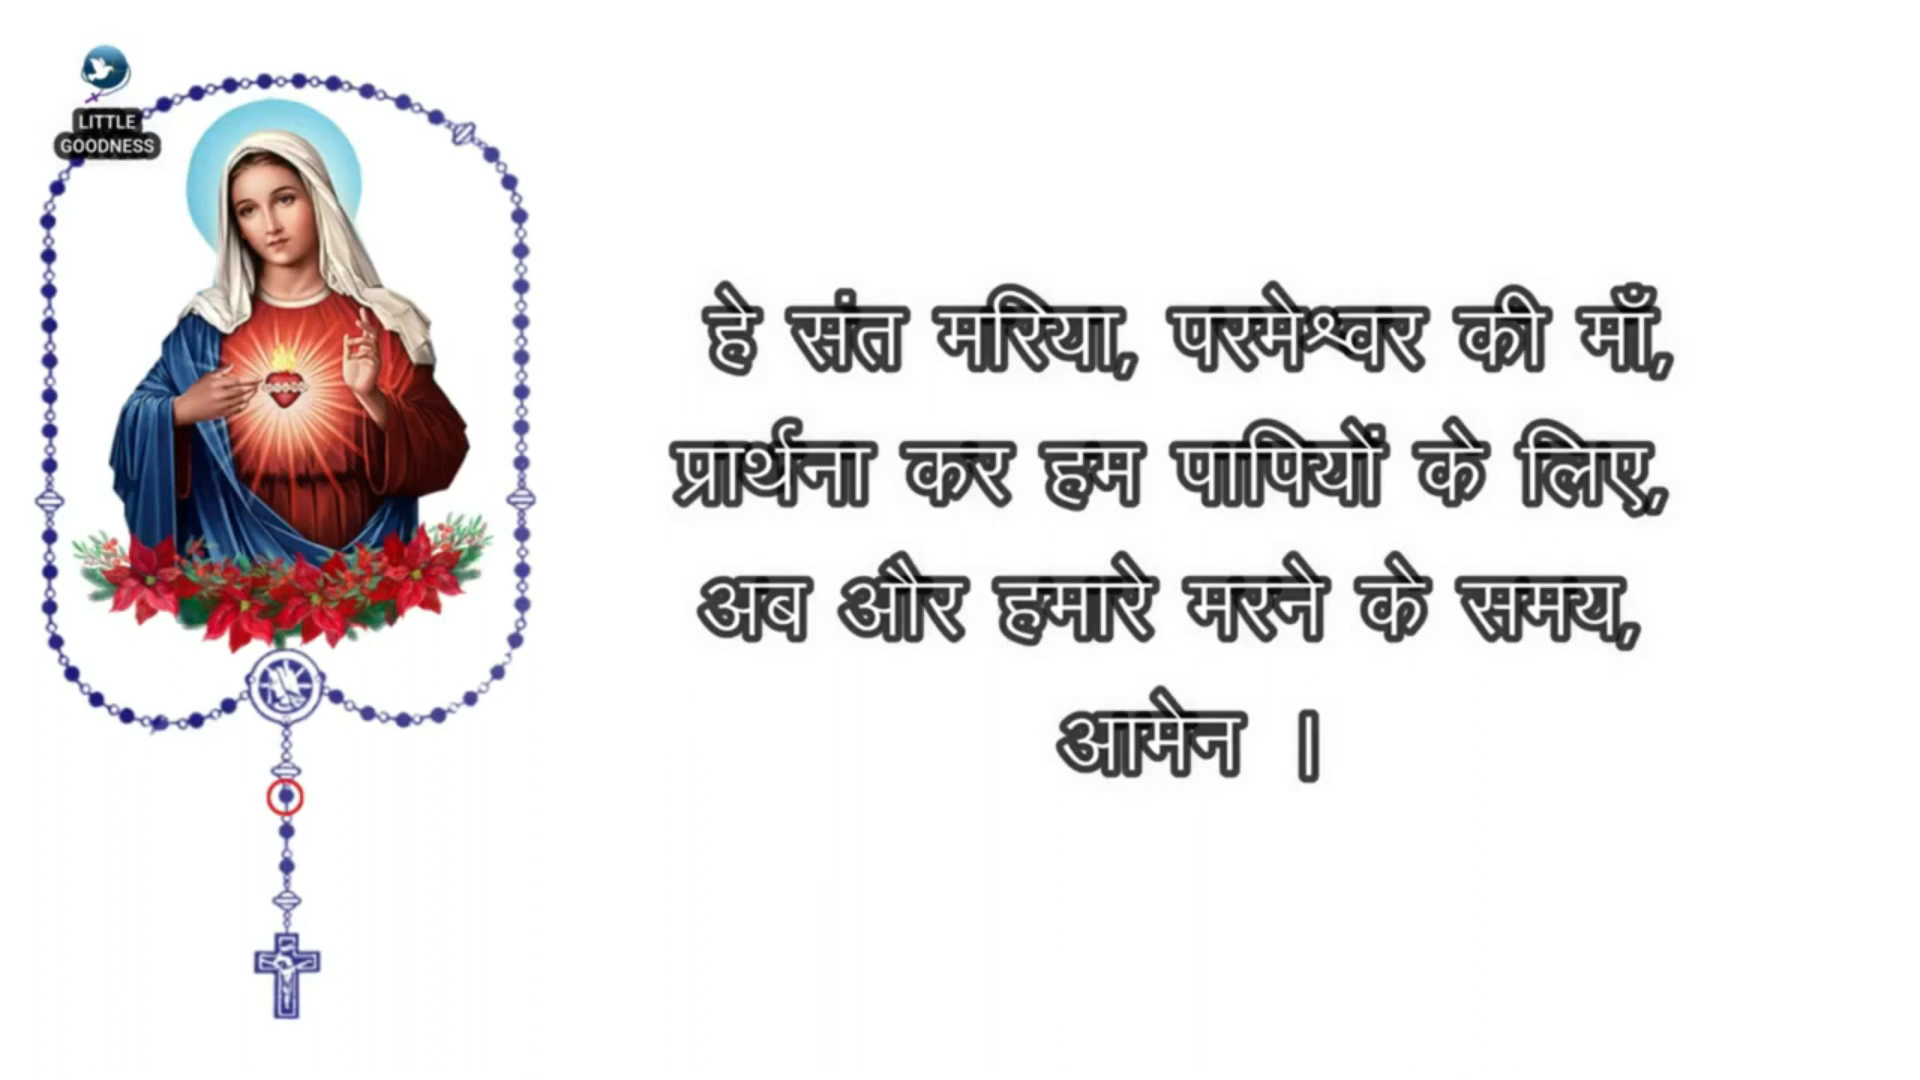 LITTLE
GOODNESS
हे संत मरिया, परमेश्वर की माँ,
प्रार्थना कर हम पापियों के लिए,
अब और हमारे मरने के समय,
आमेन ।